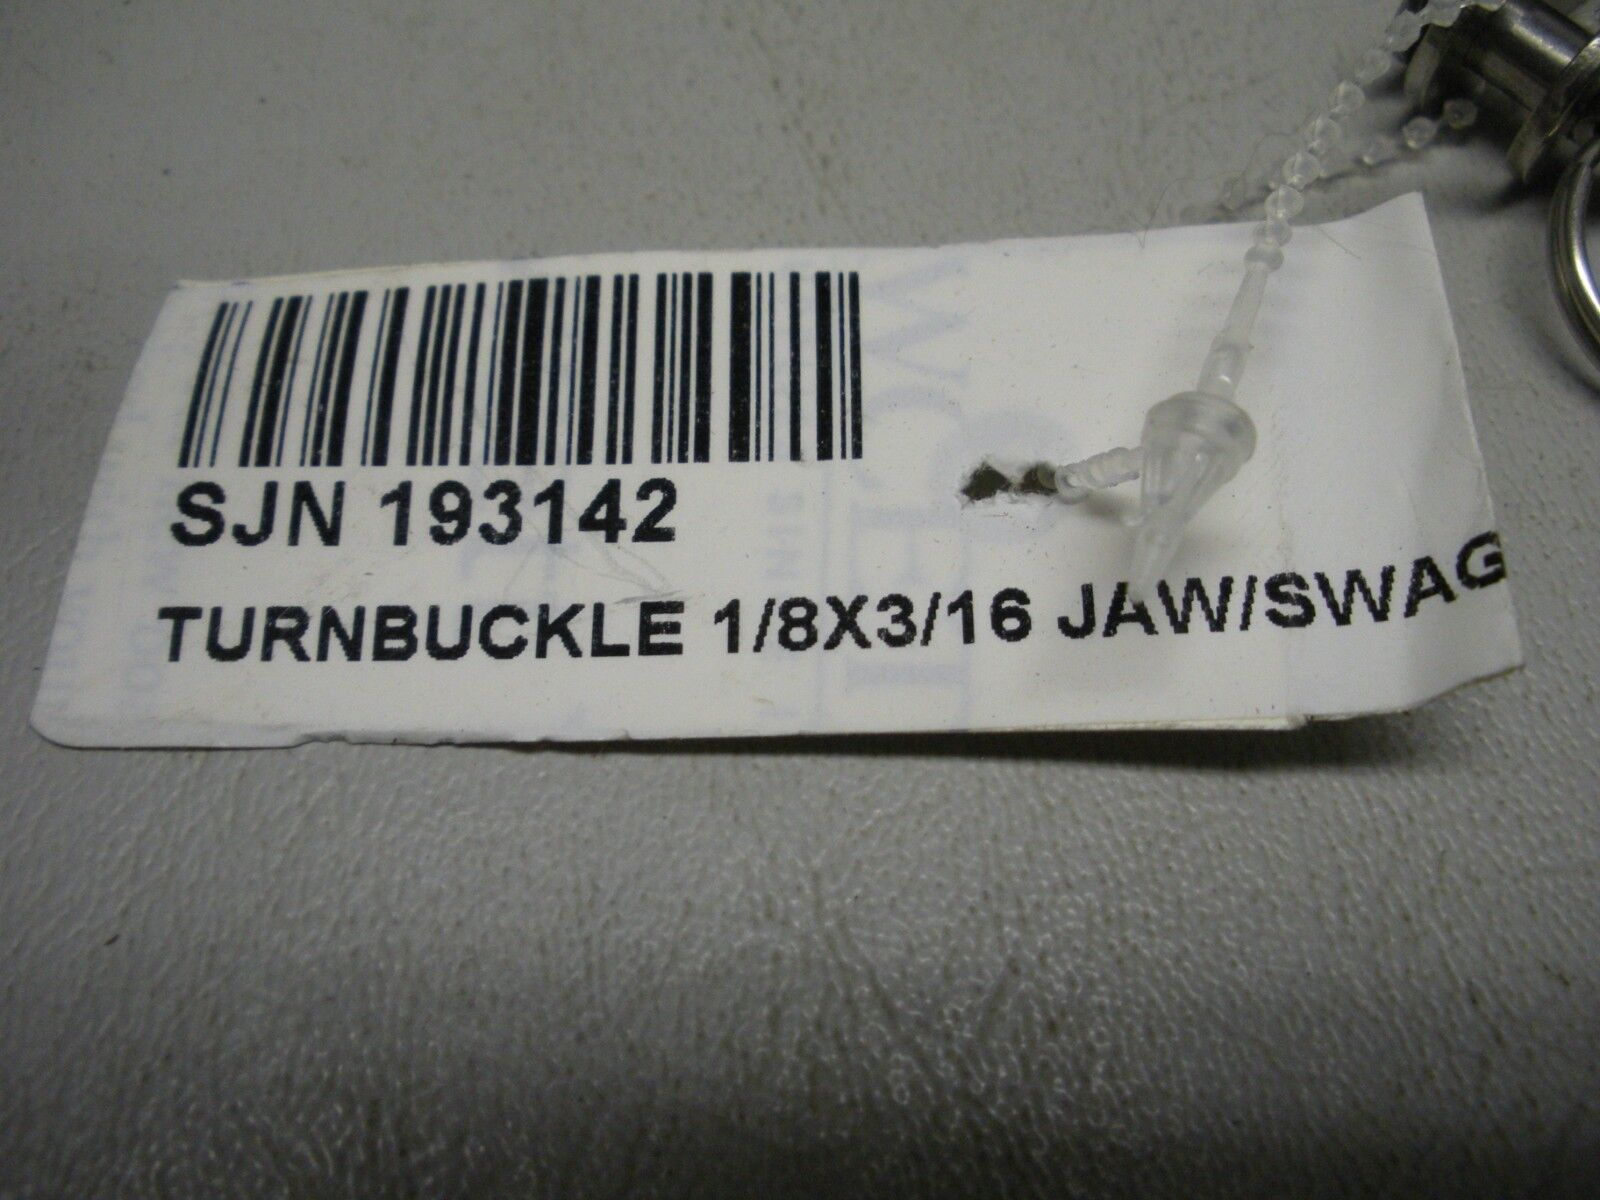 SJN 193142
TURNBUCKLE 1/8X3/16 JAW/SWAG